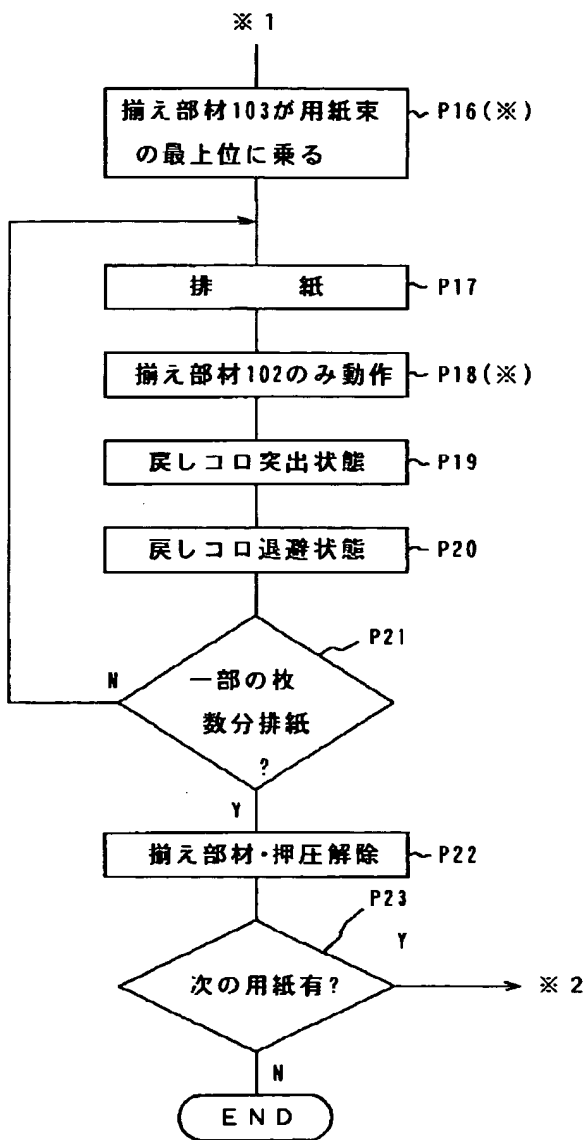 ※1
揃え部材103が用紙束
の最上位に乗る
P16(※)
排 紙
P17
揃え部材102のみ動作
P18(※)
戻しコロ突出状態
P19
戻しコロ退避状態
P20
P21
N
一部の枚
数分排紙
?
Y
揃え部材・押圧解除
P22
P23
Y
次の用紙有?
※2
N
END